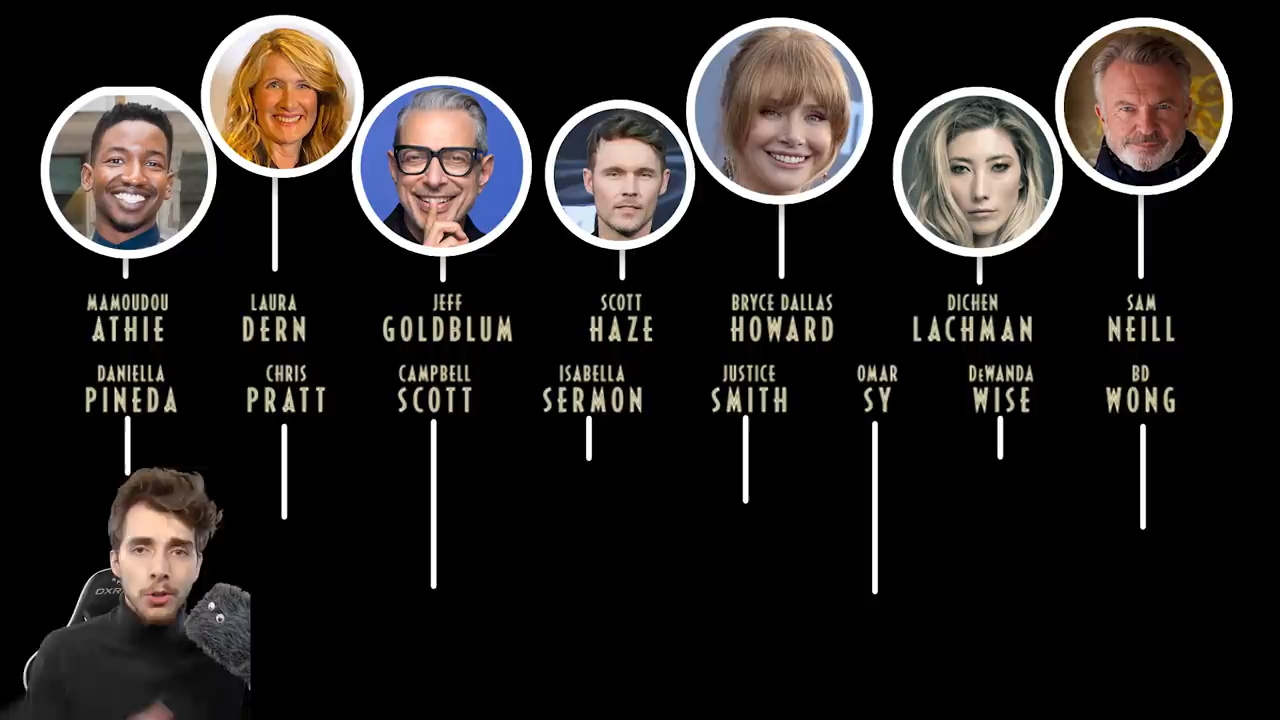 MAMOUDOU LAURA JEFF SCOTT BRYCE DALLAS DICHEN SAM
ATHIE DERN GOLDBLUM HAZE HOWARD LACHMAN NEILL
DANIELLA CHRIS CAMPBELL ISABELLA JUSTICE OMAR DeWANDA BD
PINEDA PRATT SCOTT SERMON SMITH SY WISE WONG
DXR